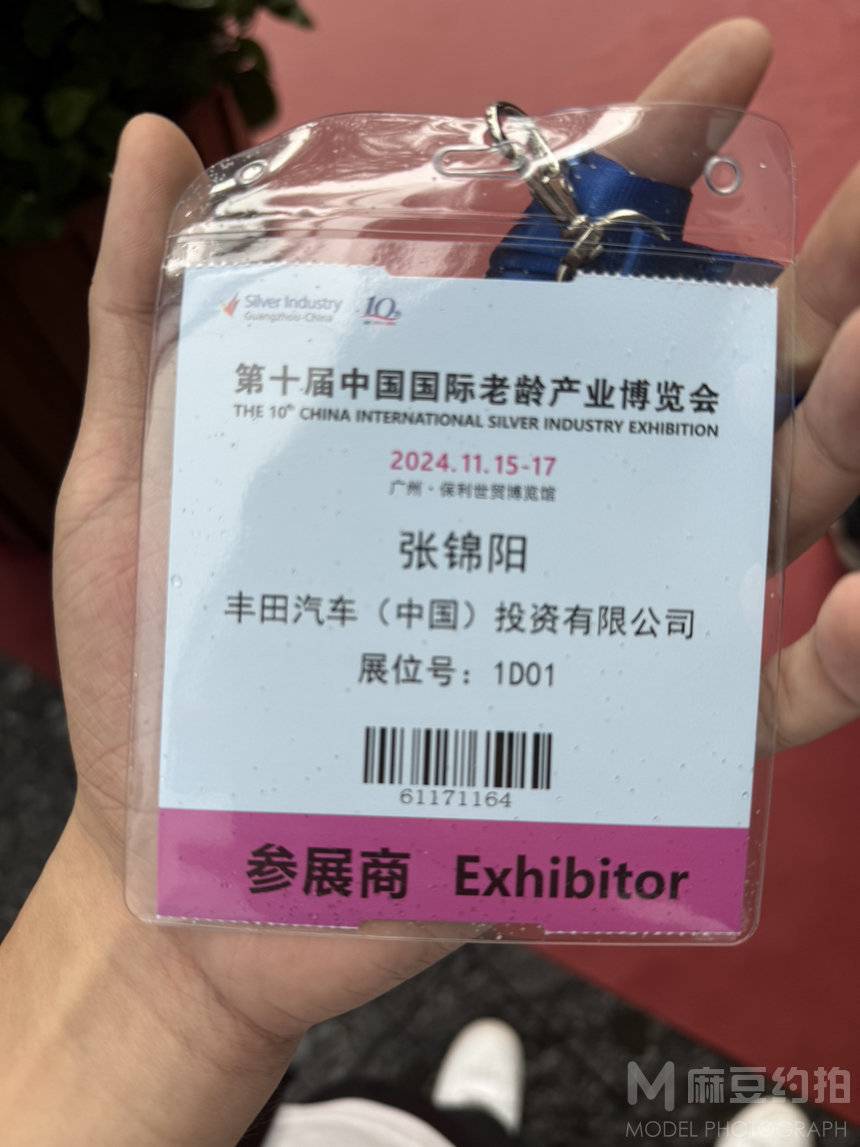 Silver Industry
Guangzhou·China
10th
第十届中国国际老龄产业博览会
THE 10th CHINA INTERNATIONAL SILVER INDUSTRY EXHIBITION
2024.11.15-17
广州·保利世贸博览馆
张锦阳
丰田汽车（中国）投资有限公司
展位号：1D01
61171164
参展商 Exhibitor
M 麻豆约拍
MODEL PHOTOGRAPH